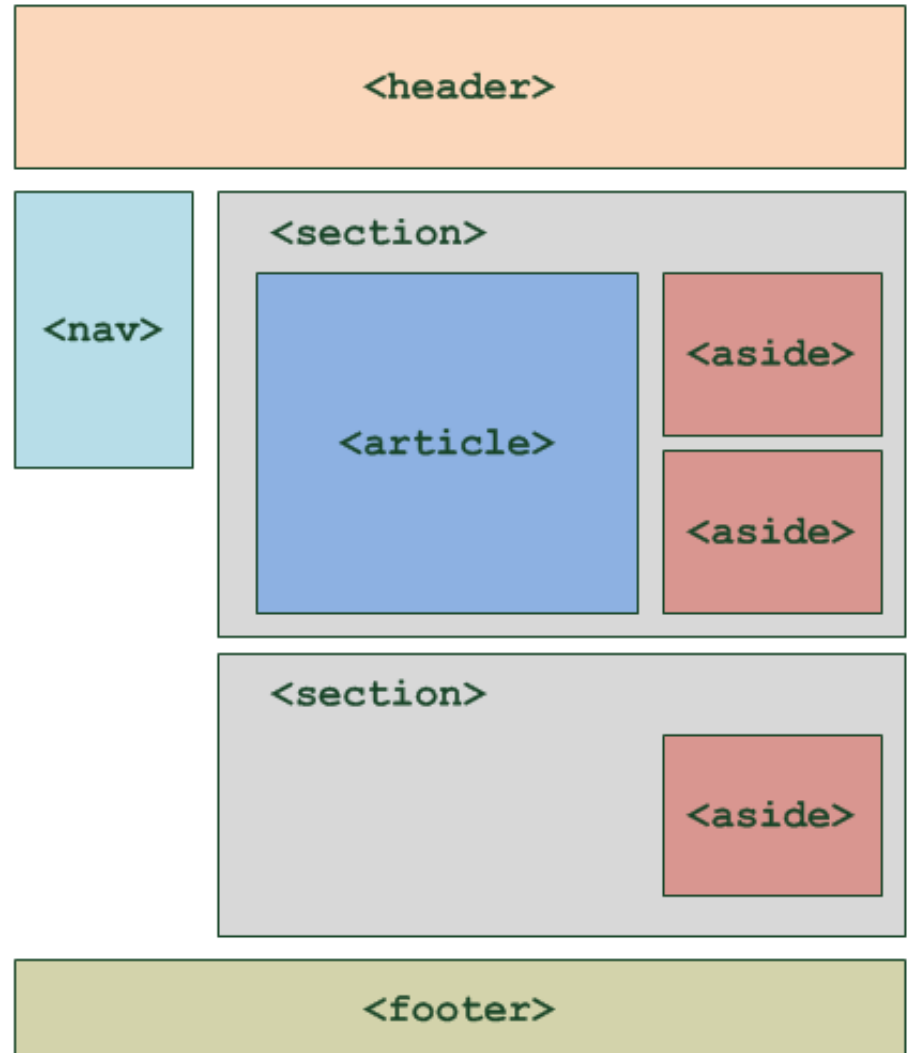 <header>
<nav>
<section>
<article>
<aside>
<aside>
<section>
<aside>
<footer>